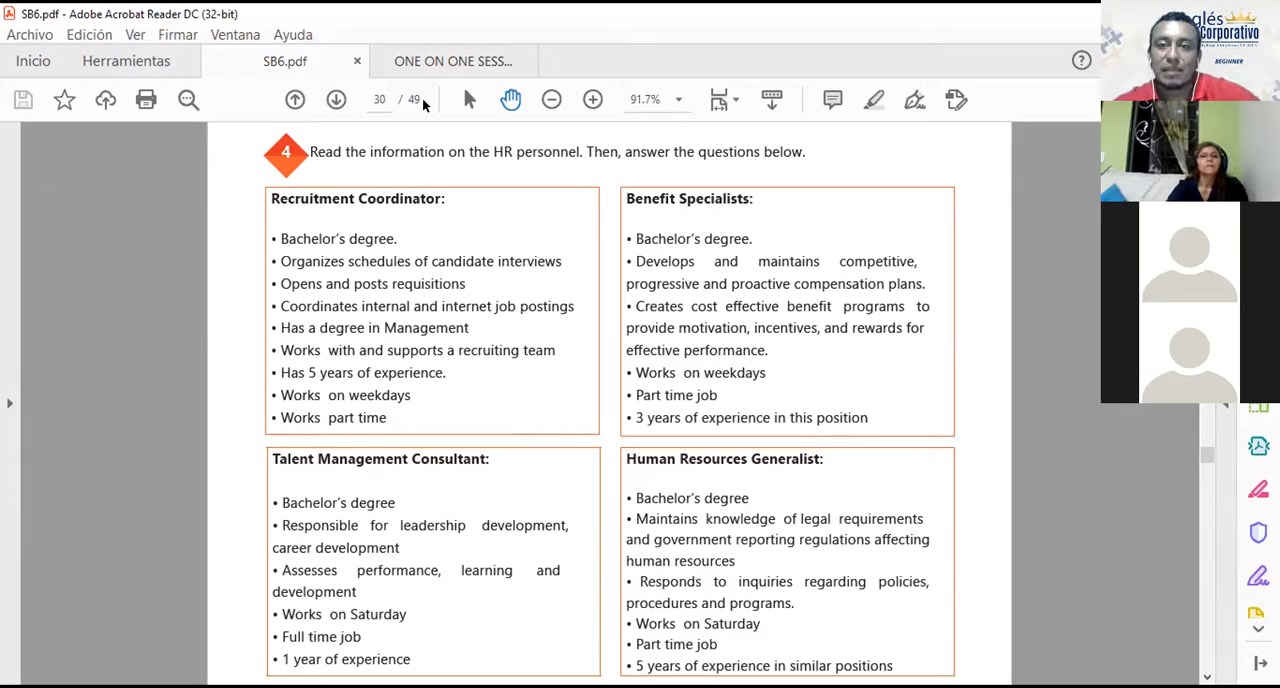 SB6.pdf - Adobe Acrobat Reader DC (32-bit)
Archivo Edición Ver Firmar Ventana Ayuda
Inicio Herramientas SB6.pdf × ONE ON ONE SESS...
30 / 49 91.7%
4 Read the information on the HR personnel. Then, answer the questions below.
Recruitment Coordinator:
• Bachelor's degree.
• Organizes schedules of candidate interviews
• Opens and posts requisitions
• Coordinates internal and internet job postings
• Has a degree in Management
• Works with and supports a recruiting team
• Has 5 years of experience.
• Works on weekdays
• Works part time
Benefit Specialists:
• Bachelor's degree.
• Develops and maintains competitive,
progressive and proactive compensation plans.
• Creates cost effective benefit programs to
provide motivation, incentives, and rewards for
effective performance.
• Works on weekdays
• Part time job
• 3 years of experience in this position
Talent Management Consultant:
• Bachelor's degree
• Responsible for leadership development,
career development
• Assesses performance, learning and
development
• Works on Saturday
• Full time job
• 1 year of experience
Human Resources Generalist:
• Bachelor's degree
• Maintains knowledge of legal requirements
and government reporting regulations affecting
human resources
• Responds to inquiries regarding policies,
procedures and programs.
• Works on Saturday
• Part time job
• 5 years of experience in similar positions
Corporativo
BEGINNER